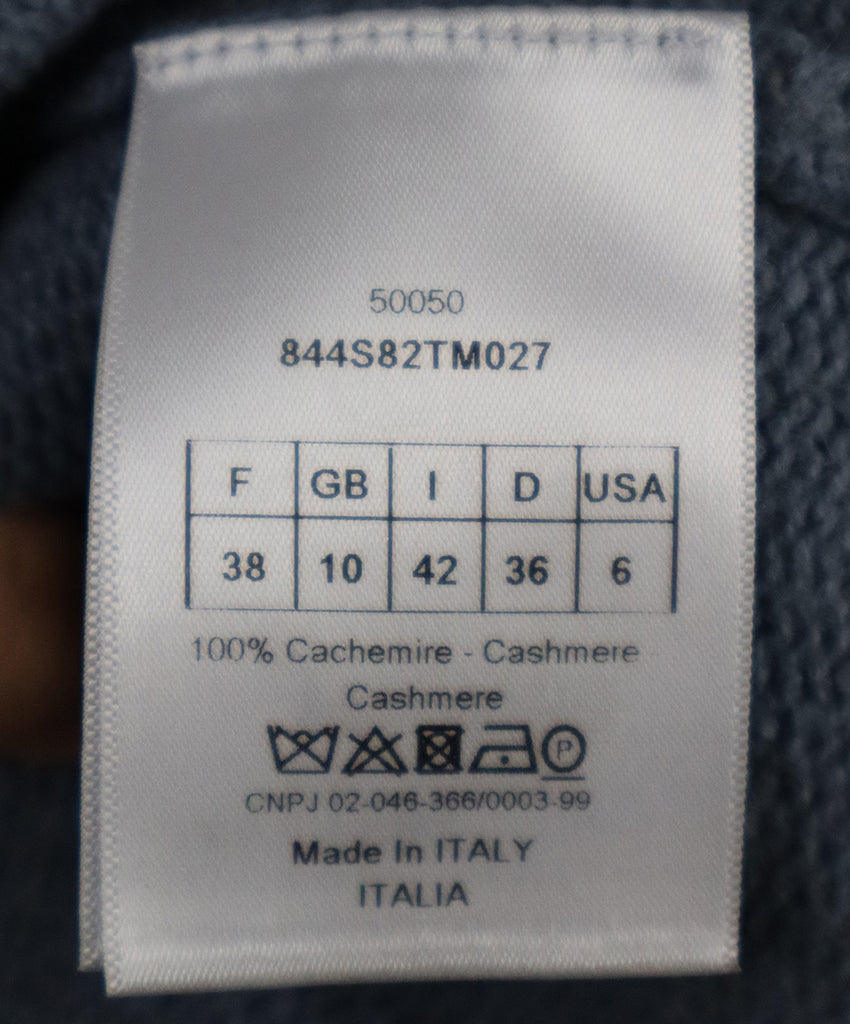 50050
844S82TM027
F GB I D USA
38 10 42 36 6
100% Cachemire - Cashmere
Cashmere
P
CNPJ 02-046-366/0003-99
Made In ITALY
ITALIA